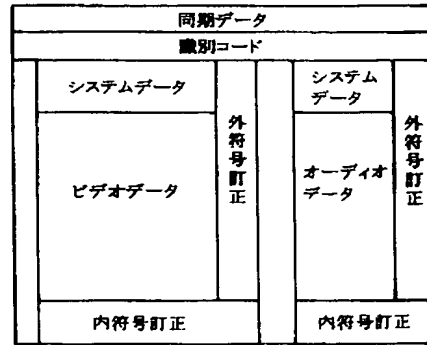 同期データ
識別コード
システムデータ
外符号訂正
ビデオデータ
内符号訂正
システム
データ
外符号訂正
オーディオ
データ
内符号訂正